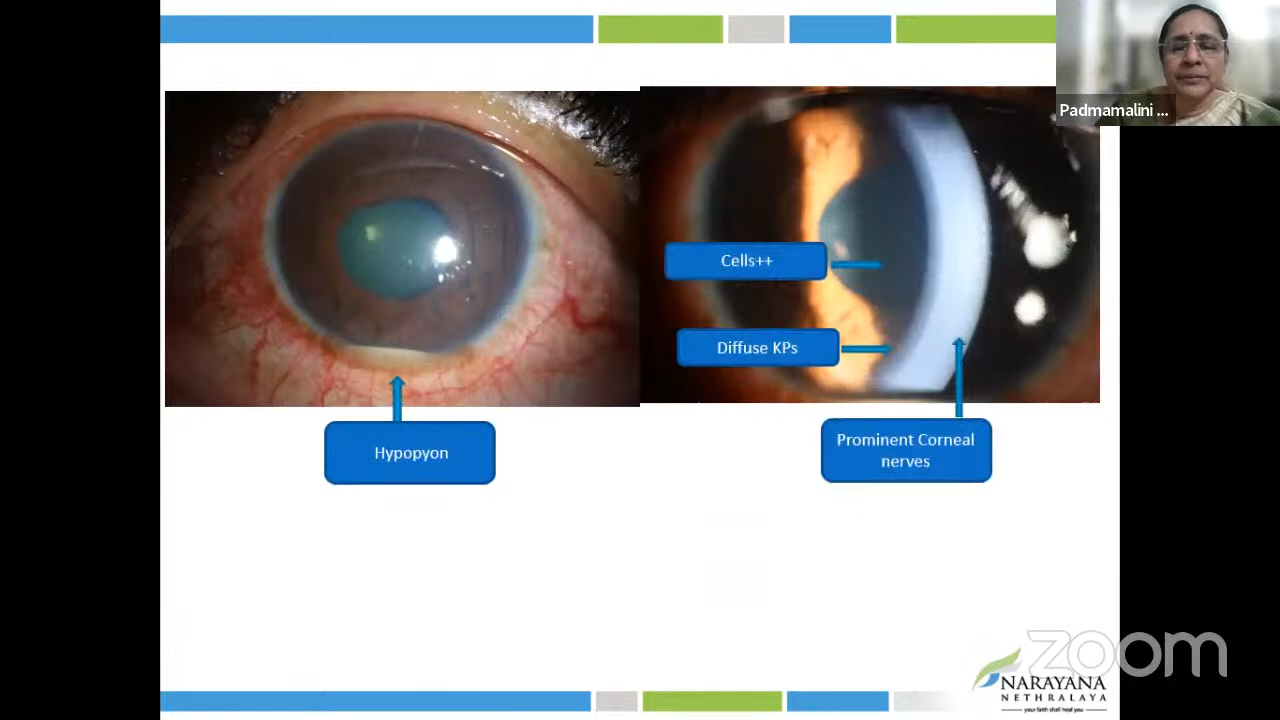 Padmamalini ...
Cells++
Diffuse KPs
Hypopyon
Prominent Corneal
nerves
zoom
NARAYANA
NETHRALAYA
your faith shall heal you